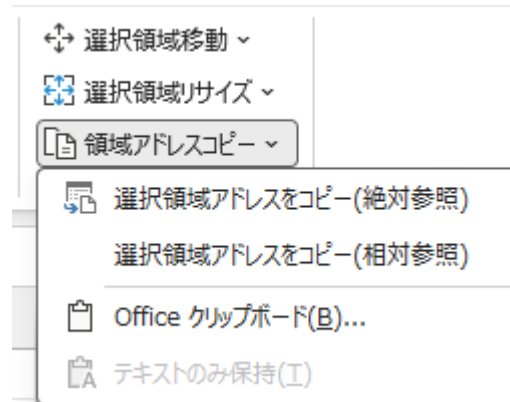 選択領域移動
選択領域リサイズ
領域アドレスコピー
選択領域アドレスをコピー(絶対参照)
選択領域アドレスをコピー(相対参照)
Office クリップボード(B)...
テキストのみ保持(T)